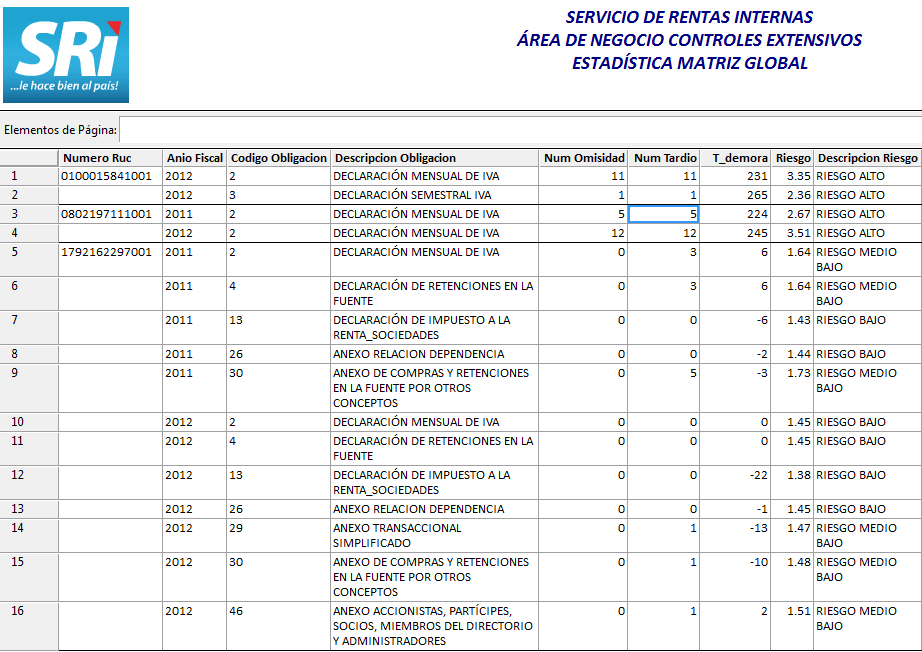 SRi
...le hace bien al país!
SERVICIO DE RENTAS INTERNAS
ÁREA DE NEGOCIO CONTROLES EXTENSIVOS
ESTADÍSTICA MATRIZ GLOBAL
Elementos de Página:
Numero Ruc Anio Fiscal Codigo Obligacion Descripcion Obligacion Num Omisidad Num Tardio T_demora Riesgo Descripcion Riesgo
1 0100015841001 2012 2 DECLARACIÓN MENSUAL DE IVA 11 11 231 3.35 RIESGO ALTO
2 2012 3 DECLARACIÓN SEMESTRAL IVA 1 1 265 2.36 RIESGO ALTO
3 0802197111001 2011 2 DECLARACIÓN MENSUAL DE IVA 5 5 224 2.67 RIESGO ALTO
4 2012 2 DECLARACIÓN MENSUAL DE IVA 12 12 245 3.51 RIESGO ALTO
5 1792162297001 2011 2 DECLARACIÓN MENSUAL DE IVA 0 3 6 1.64 RIESGO MEDIO
BAJO
6 2011 4 DECLARACIÓN DE RETENCIONES EN LA 0 3 6 1.64 RIESGO MEDIO
FUENTE BAJO
7 2011 13 DECLARACIÓN DE IMPUESTO A LA 0 0 -6 1.43 RIESGO BAJO
RENTA_SOCIEDADES
8 2011 26 ANEXO RELACION DEPENDENCIA 0 0 -2 1.44 RIESGO BAJO
9 2011 30 ANEXO DE COMPRAS Y RETENCIONES 0 5 -3 1.73 RIESGO MEDIO
EN LA FUENTE POR OTROS BAJO
CONCEPTOS
10 2012 2 DECLARACIÓN MENSUAL DE IVA 0 0 0 1.45 RIESGO BAJO
11 2012 4 DECLARACIÓN DE RETENCIONES EN LA 0 0 0 1.45 RIESGO BAJO
FUENTE
12 2012 13 DECLARACIÓN DE IMPUESTO A LA 0 0 -22 1.38 RIESGO BAJO
RENTA_SOCIEDADES
13 2012 26 ANEXO RELACION DEPENDENCIA 0 0 -1 1.45 RIESGO BAJO
14 2012 29 ANEXO TRANSACCIONAL 0 1 -13 1.47 RIESGO MEDIO
SIMPLIFICADO BAJO
15 2012 30 ANEXO DE COMPRAS Y RETENCIONES 0 1 -10 1.48 RIESGO MEDIO
EN LA FUENTE POR OTROS BAJO
CONCEPTOS
16 2012 46 ANEXO ACCIONISTAS, PARTÍCIPES, 0 1 2 1.51 RIESGO MEDIO
SOCIOS, MIEMBROS DEL DIRECTORIO BAJO
Y ADMINISTRADORES